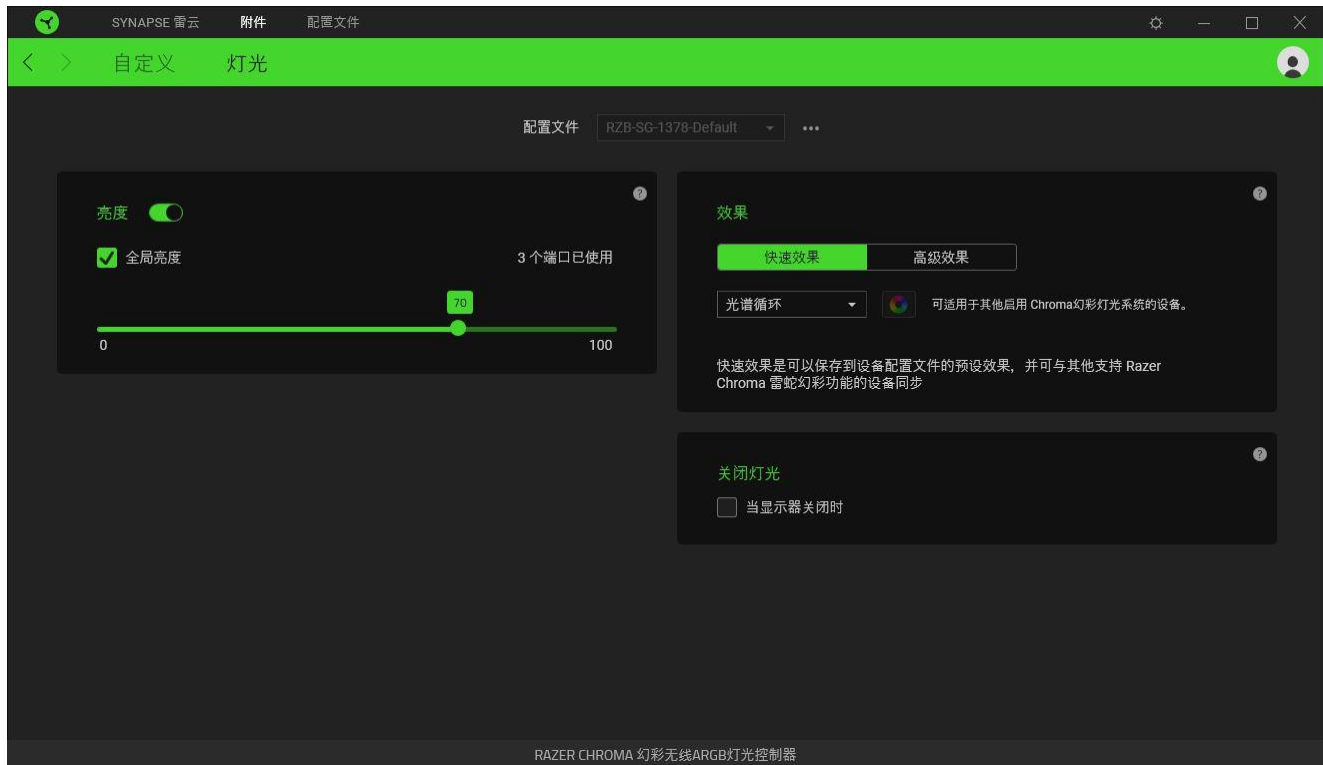 SYNAPSE 雷云 附件 配置文件
自定义 灯光
配置文件 RZB-SG-1378-Default
亮度
全局亮度 3 个端口已使用
70
0 100
效果
快速效果 高级效果
光谱循环 可适用于其他启用 Chroma幻彩灯光系统的设备。
快速效果是可以保存到设备配置文件的预设效果，并可与其他支持 Razer
Chroma 雷蛇幻彩功能的设备同步
关闭灯光
当显示器关闭时
RAZER CHROMA 幻彩无线ARGB灯光控制器